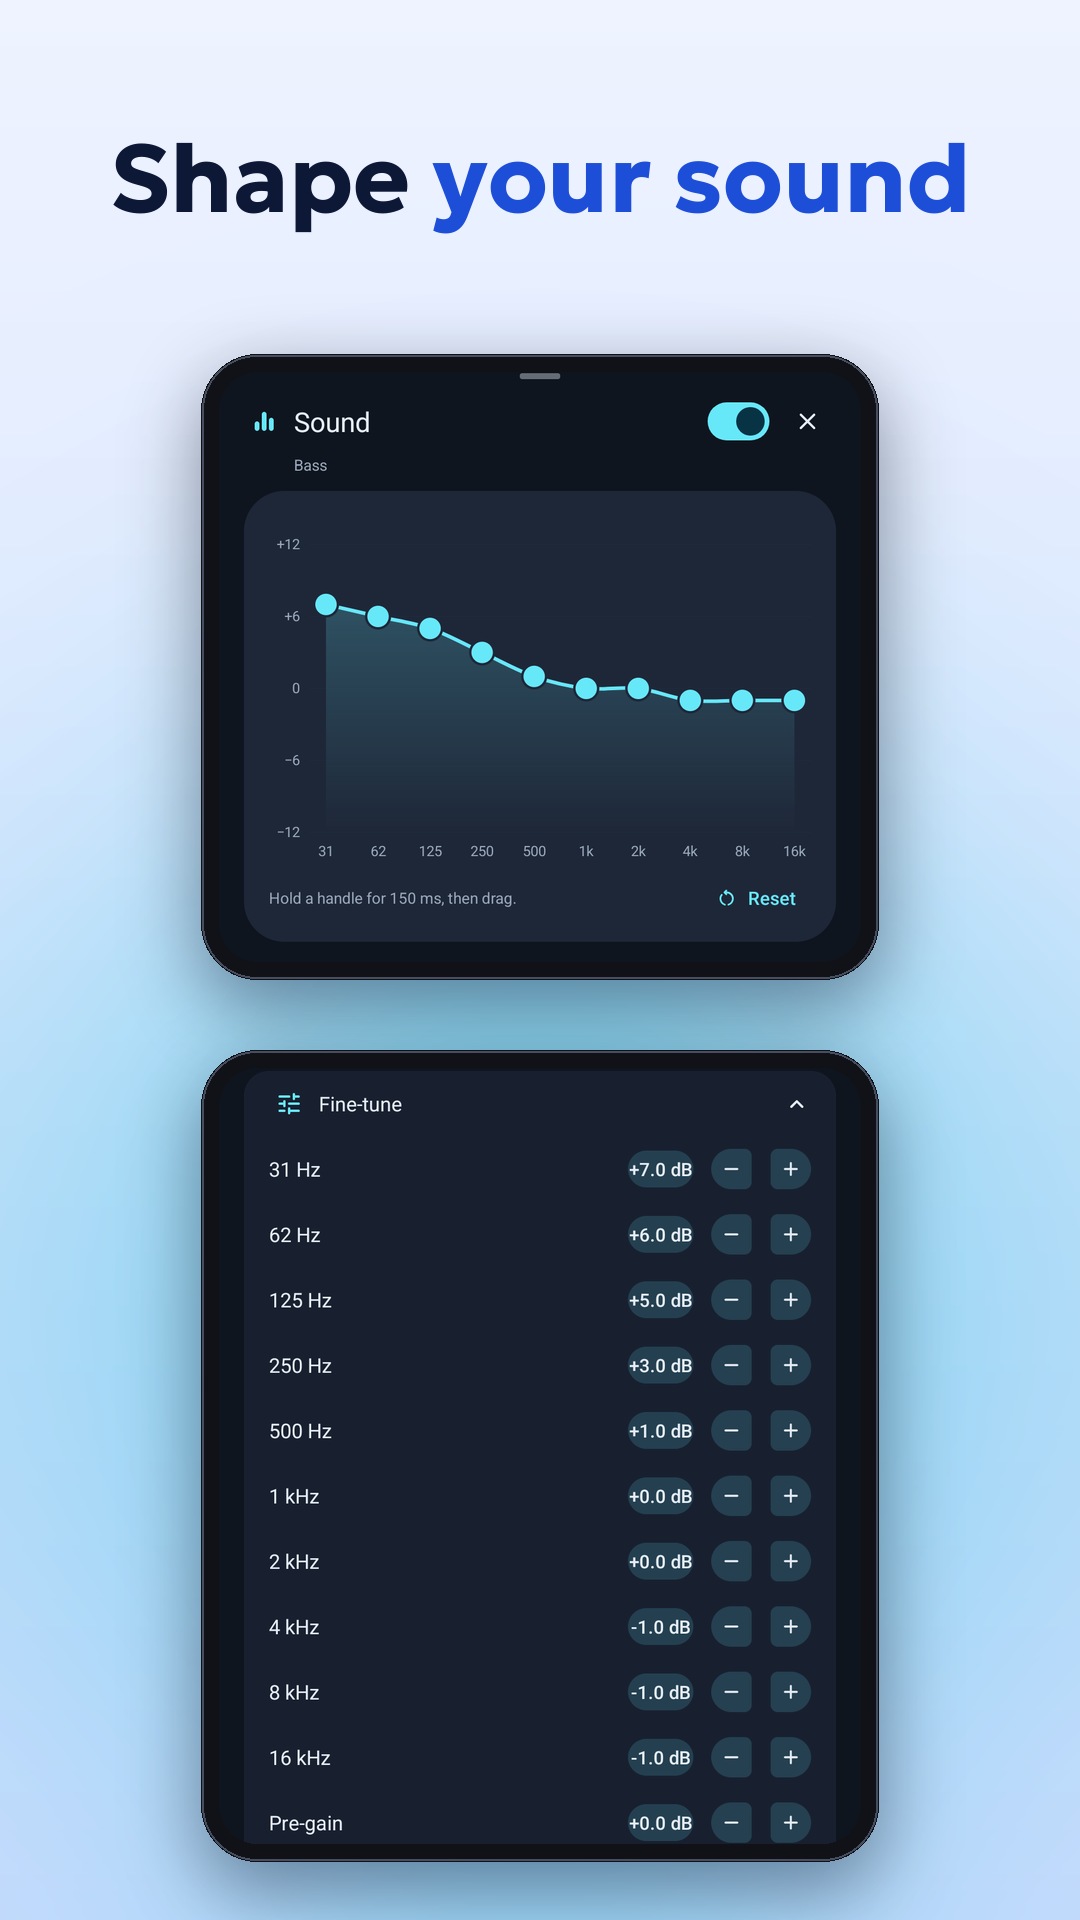 Shape your sound
Sound
Bass
+12
+6
0
−6
−12
31 62 125 250 500 1k 2k 4k 8k 16k
Hold a handle for 150 ms, then drag. Reset
Fine-tune
31 Hz +7.0 dB − +
62 Hz +6.0 dB − +
125 Hz +5.0 dB − +
250 Hz +3.0 dB − +
500 Hz +1.0 dB − +
1 kHz +0.0 dB − +
2 kHz +0.0 dB − +
4 kHz -1.0 dB − +
8 kHz -1.0 dB − +
16 kHz -1.0 dB − +
Pre-gain +0.0 dB − +